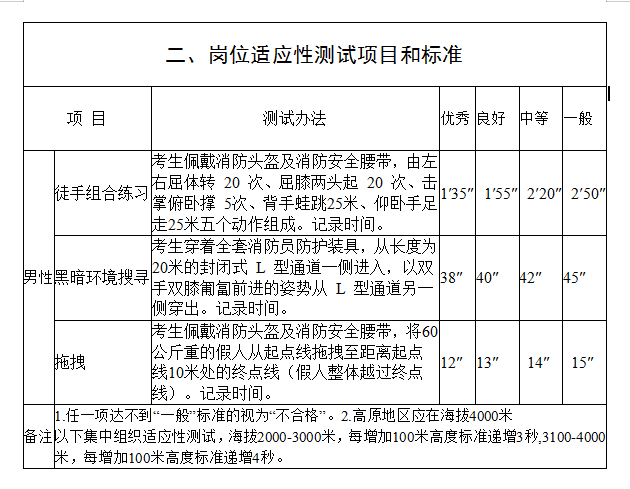 二、岗位适应性测试项目和标准
项 目 测试办法 优秀 良好 中等 一般
男性
徒手组合练习
考生佩戴消防头盔及消防安全腰带，由左
右屈体转 20 次、屈膝两头起 20 次、击
掌俯卧撑 5次、背手蛙跳25米、仰卧手足
走25米五个动作组成。记录时间。
1′35″ 1′55″ 2′20″ 2′50″
黑暗环境搜寻
考生穿着全套消防员防护装具，从长度为
20米的封闭式 L 型通道一侧进入，以双
手双膝匍匐前进的姿势从 L 型通道另一
侧穿出。记录时间。
38″ 40″ 42″ 45″
拖拽
考生佩戴消防头盔及消防安全腰带，将60
公斤重的假人从起点线拖拽至距离起点
线10米处的终点线（假人整体越过终点
线）。记录时间。
12″ 13″ 14″ 15″
备注
1.任一项达不到“一般”标准的视为“不合格”。2.高原地区应在海拔4000米
以下集中组织适应性测试，海拔2000-3000米，每增加100米高度标准递增3秒,3100-4000
米，每增加100米高度标准递增4秒。